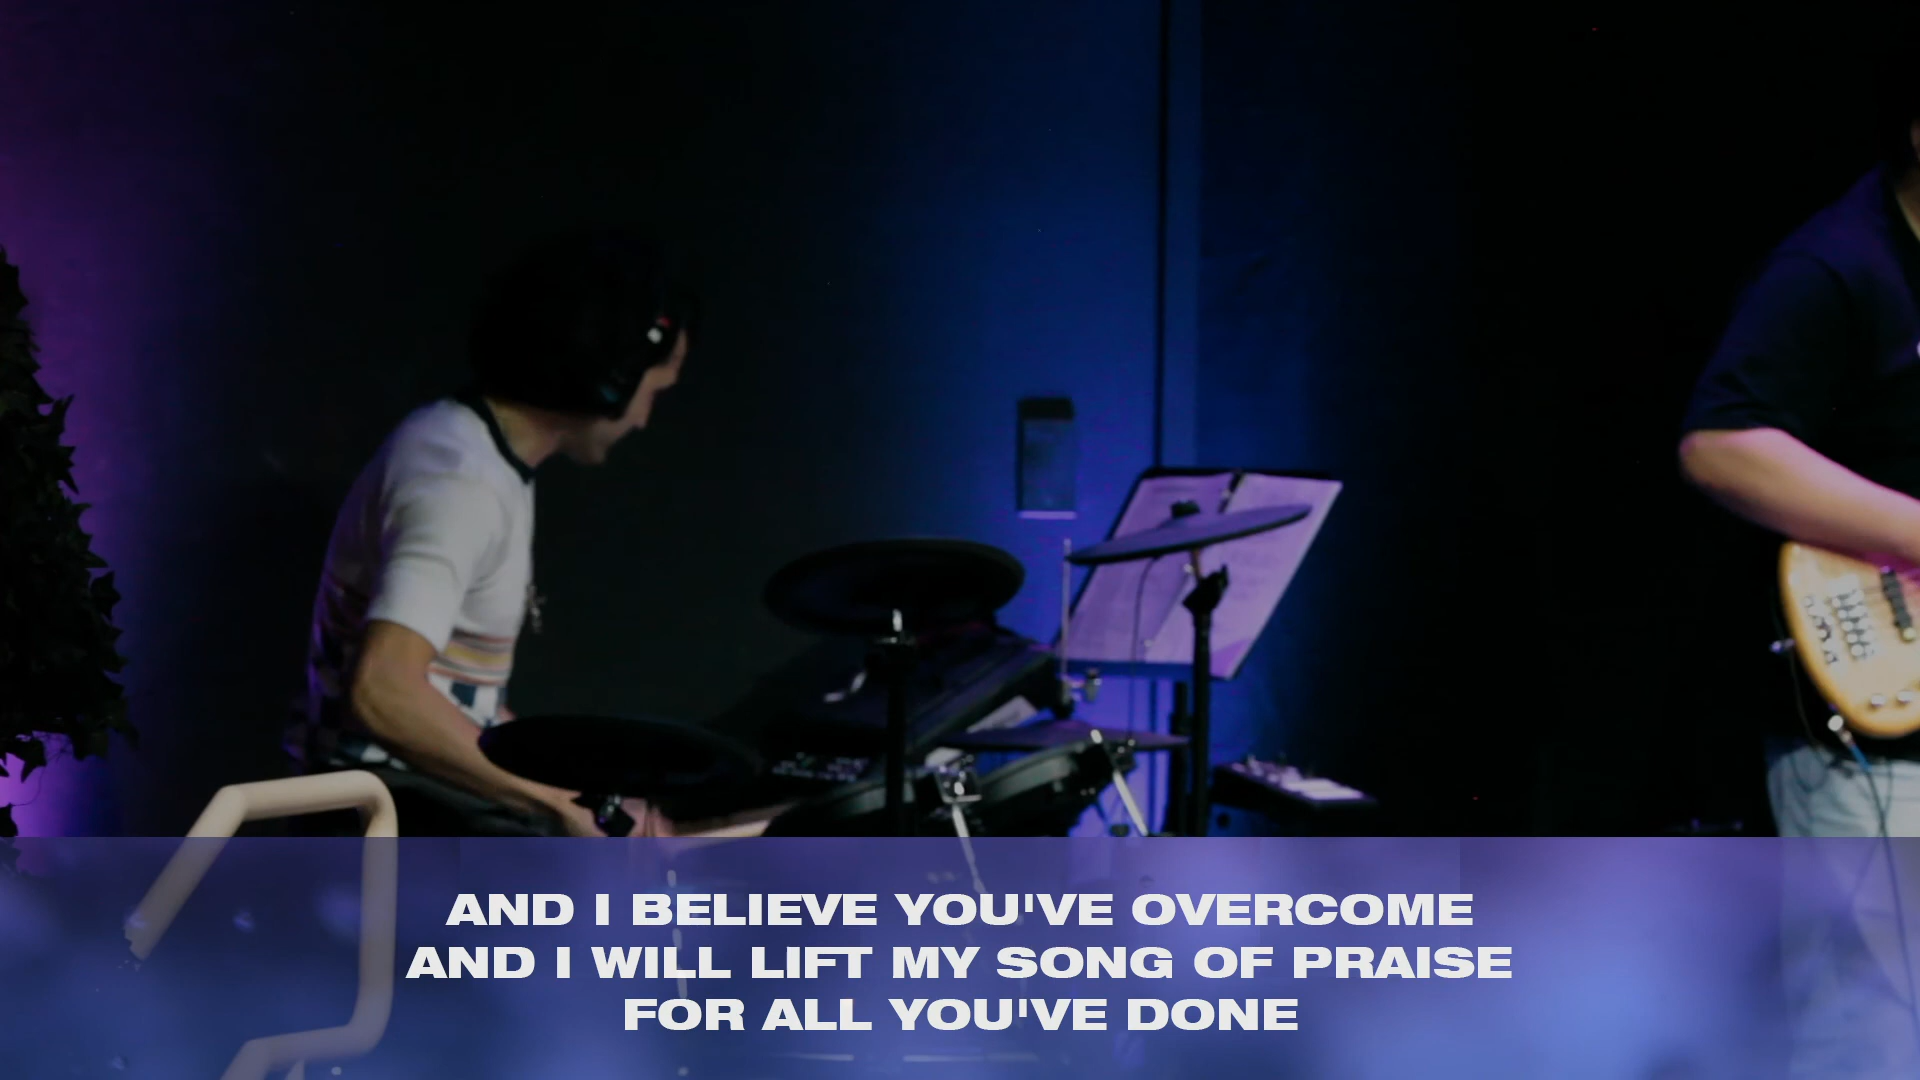 AND I BELIEVE YOU'VE OVERCOME
AND I WILL LIFT MY SONG OF PRAISE
FOR ALL YOU'VE DONE